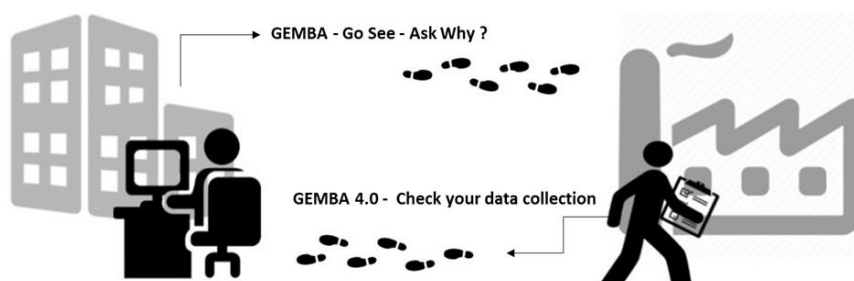 GEMBA - Go See - Ask Why ?
GEMBA 4.0 - Check your data collection